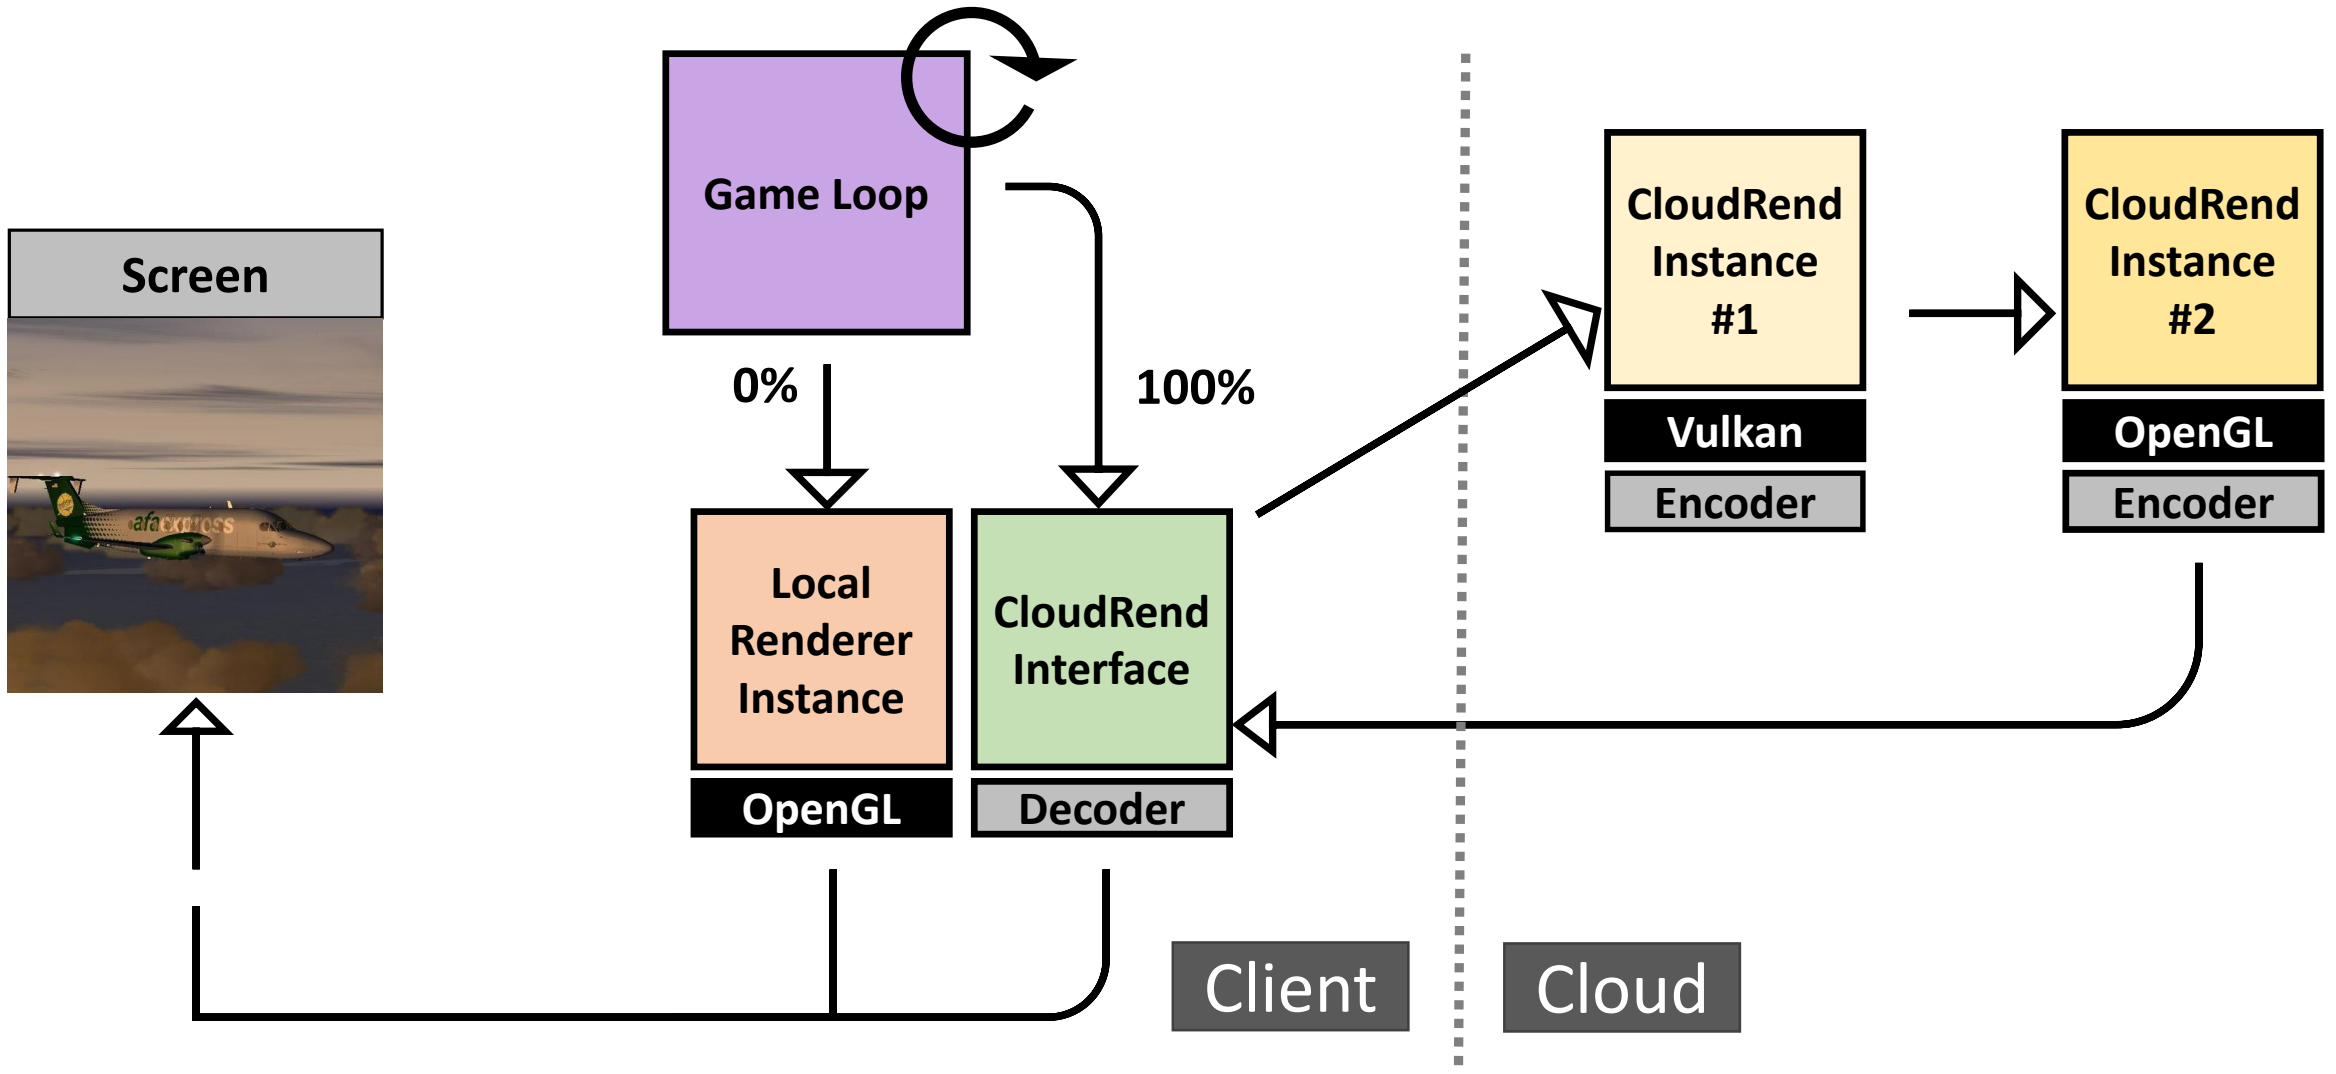 Game Loop
CloudRend
Instance
#1
CloudRend
Instance
#2
Screen
0%
100%
Vulkan
OpenGL
Encoder
Encoder
afaexpress
Local
Renderer
Instance
CloudRend
Interface
OpenGL
Decoder
Client
Cloud